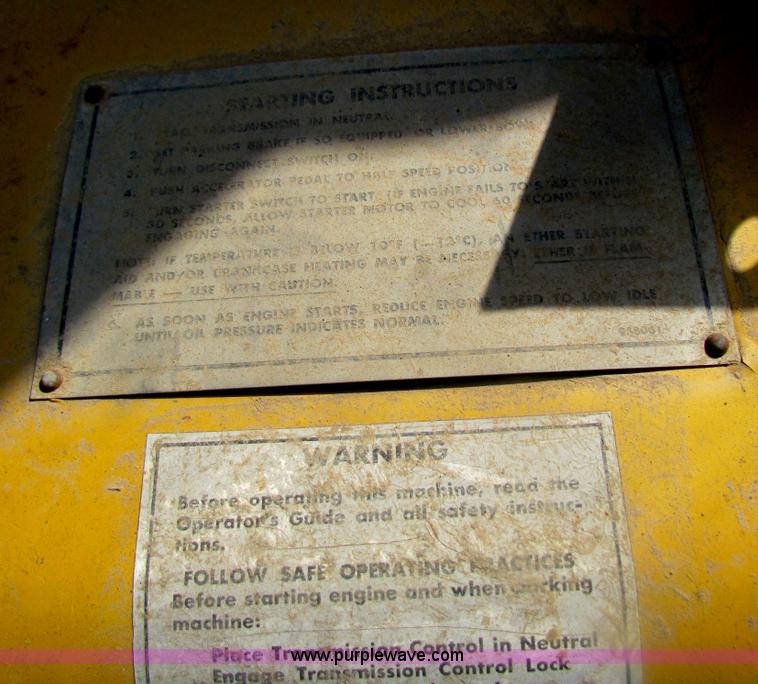 STARTING INSTRUCTIONS
1. TRANSMISSION IN NEUTRAL.
2. SET PARKING BRAKE IF SO EQUIPPED, OR LOWER BOWL.
3. TURN DISCONNECT SWITCH ON.
4. PUSH ACCELERATOR PEDAL TO HALF SPEED POSITION.
5. TURN STARTER SWITCH TO START. IF ENGINE FAILS TO START WITHIN
30 SECONDS, ALLOW STARTER MOTOR TO COOL 60 SECONDS BEFORE
ENGAGING AGAIN.
NOTE: IF TEMPERATURE IS BELOW 10°F (-12°C), AN ETHER STARTING
AID AND/OR CRANKCASE HEATING MAY BE NECESSARY. ETHER IS FLAM-
MABLE — USE WITH CAUTION.
6. AS SOON AS ENGINE STARTS, REDUCE ENGINE SPEED TO LOW IDLE
UNTIL OIL PRESSURE INDICATES NORMAL.
WARNING
Before operating this machine, read the
Operator's Guide and all safety instruc-
tions.
FOLLOW SAFE OPERATING PRACTICES
Before starting engine and when parking
machine:
Place Transmission Control in Neutral
www.purplewave.com
Engage Transmission Control Lock